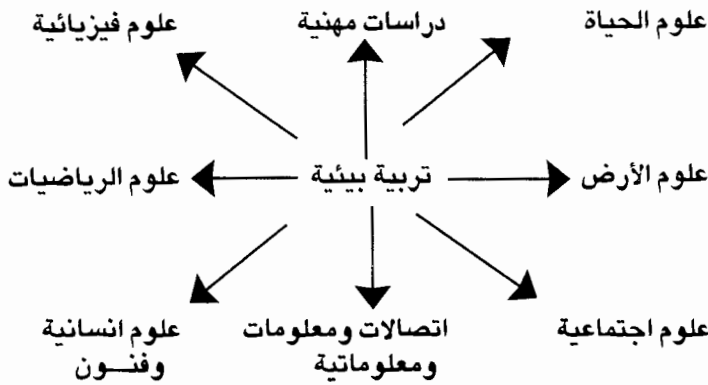 علوم الحياة
دراسات مهنية
علوم فيزيائية
علوم الأرض
تربية بيئية
علوم الرياضيات
علوم اجتماعية
اتصالات ومعلومات
ومعلوماتية
علوم انسانية
وفنــون